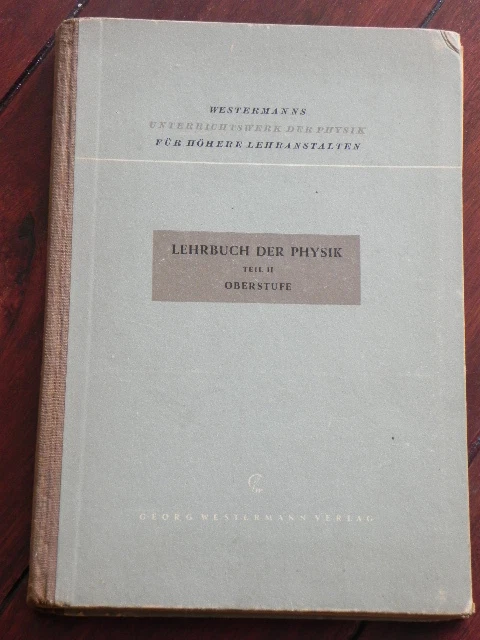 WESTERMANNS
UNTERRICHTSWERK DER PHYSIK
FÜR HÖHERE LEHRANSTALTEN
LEHRBUCH DER PHYSIK
TEIL II
OBERSTUFE
GEORG WESTERMANN VERLAG